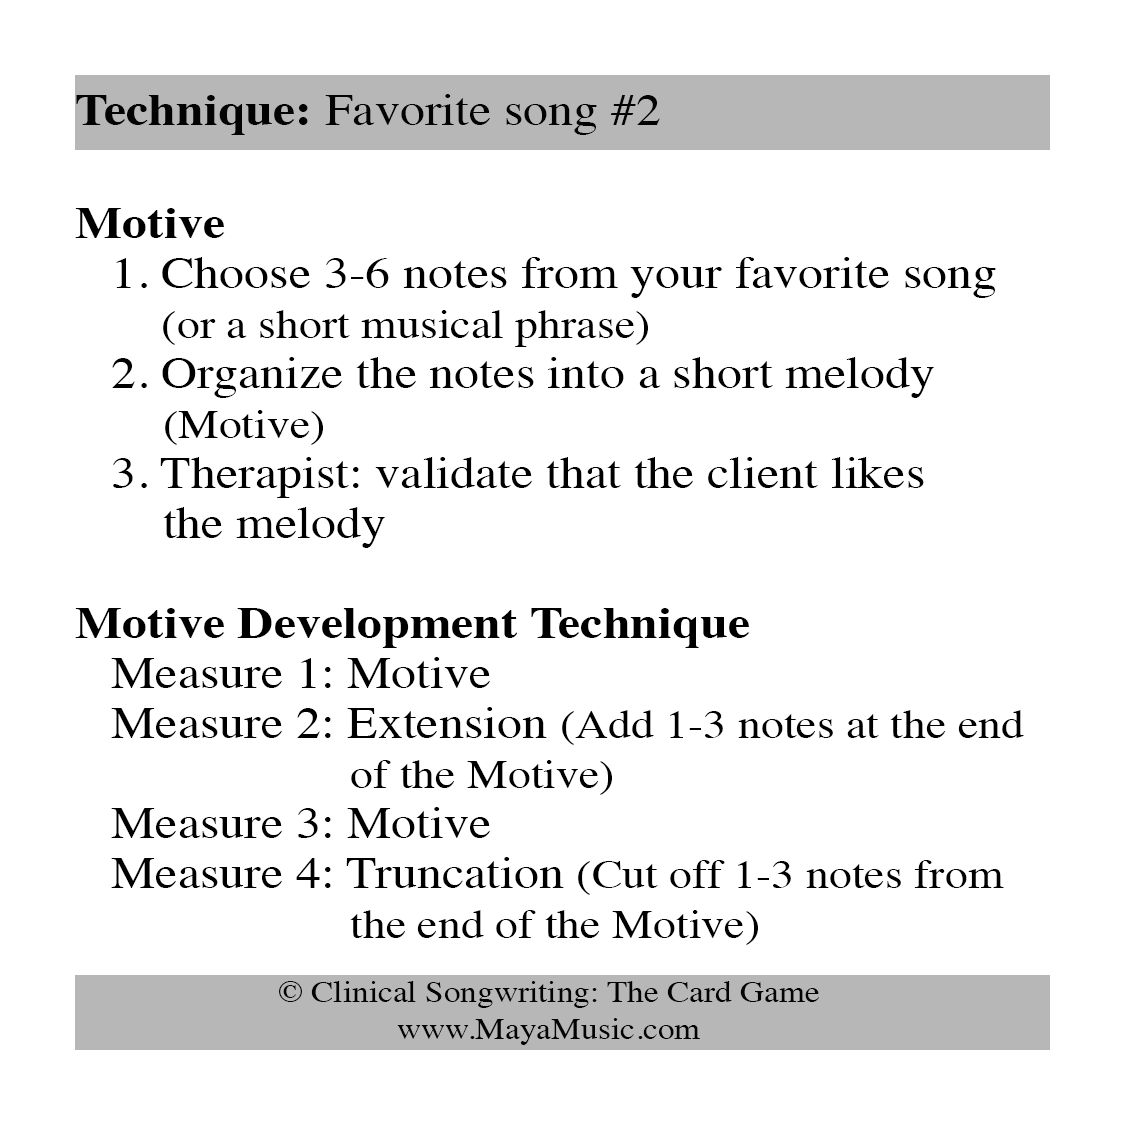 Technique: Favorite song #2
Motive
1. Choose 3-6 notes from your favorite song
(or a short musical phrase)
2. Organize the notes into a short melody
(Motive)
3. Therapist: validate that the client likes
the melody
Motive Development Technique
Measure 1: Motive
Measure 2: Extension (Add 1-3 notes at the end
of the Motive)
Measure 3: Motive
Measure 4: Truncation (Cut off 1-3 notes from
the end of the Motive)
© Clinical Songwriting: The Card Game
www.MayaMusic.com